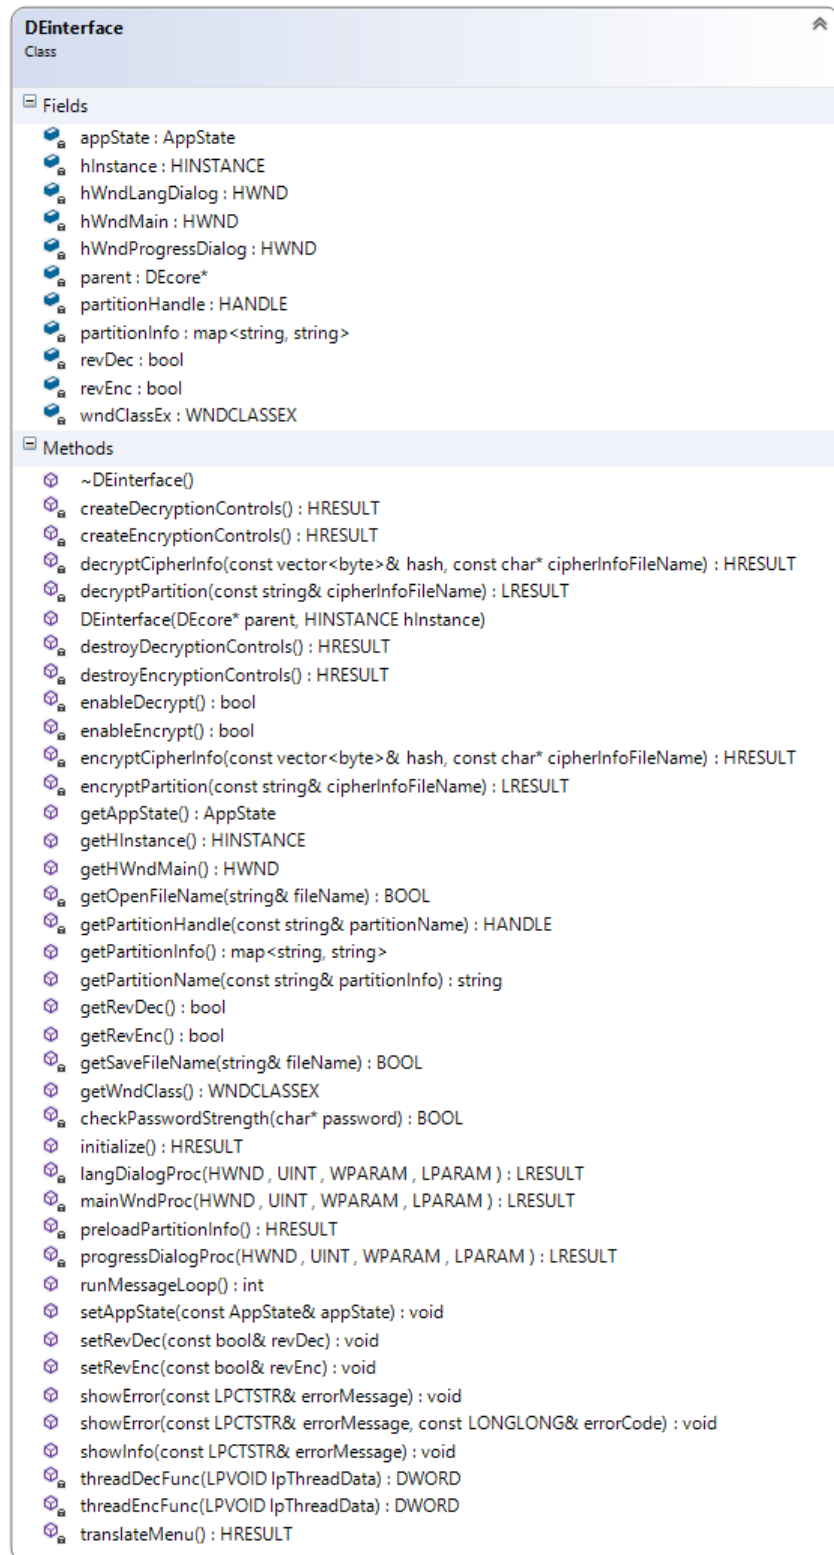 DEinterface
Class
Fields
appState : AppState
hInstance : HINSTANCE
hWndLangDialog : HWND
hWndMain : HWND
hWndProgressDialog : HWND
parent : DEcore*
partitionHandle : HANDLE
partitionInfo : map<string, string>
revDec : bool
revEnc : bool
wndClassEx : WNDCLASSEX
Methods
~DEinterface()
createDecryptionControls() : HRESULT
createEncryptionControls() : HRESULT
decryptCipherInfo(const vector<byte>& hash, const char* cipherInfoFileName) : HRESULT
decryptPartition(const string& cipherInfoFileName) : LRESULT
DEinterface(DEcore* parent, HINSTANCE hInstance)
destroyDecryptionControls() : HRESULT
destroyEncryptionControls() : HRESULT
enableDecrypt() : bool
enableEncrypt() : bool
encryptCipherInfo(const vector<byte>& hash, const char* cipherInfoFileName) : HRESULT
encryptPartition(const string& cipherInfoFileName) : LRESULT
getAppState() : AppState
getHInstance() : HINSTANCE
getHWndMain() : HWND
getOpenFileName(string& fileName) : BOOL
getPartitionHandle(const string& partitionName) : HANDLE
getPartitionInfo() : map<string, string>
getPartitionName(const string& partitionInfo) : string
getRevDec() : bool
getRevEnc() : bool
getSaveFileName(string& fileName) : BOOL
getWndClass() : WNDCLASSEX
checkPasswordStrength(char* password) : BOOL
initialize() : HRESULT
langDialogProc(HWND , UINT , WPARAM , LPARAM ) : LRESULT
mainWndProc(HWND , UINT , WPARAM , LPARAM ) : LRESULT
preloadPartitionInfo() : HRESULT
progressDialogProc(HWND , UINT , WPARAM , LPARAM ) : LRESULT
runMessageLoop() : int
setAppState(const AppState& appState) : void
setRevDec(const bool& revDec) : void
setRevEnc(const bool& revEnc) : void
showError(const LPCTSTR& errorMessage) : void
showError(const LPCTSTR& errorMessage, const LONGLONG& errorCode) : void
showInfo(const LPCTSTR& errorMessage) : void
threadDecFunc(LPVOID lpThreadData) : DWORD
threadEncFunc(LPVOID lpThreadData) : DWORD
translateMenu() : HRESULT